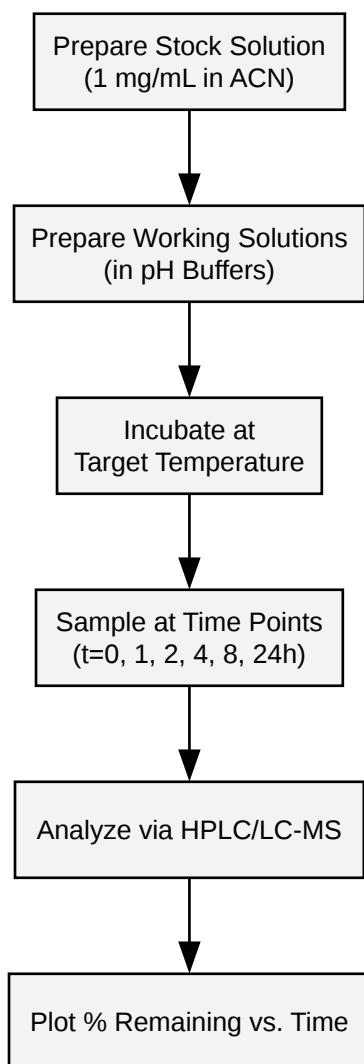 Prepare Stock Solution
(1 mg/mL in ACN)
Prepare Working Solutions
(in pH Buffers)
Incubate at
Target Temperature
Sample at Time Points
(t=0, 1, 2, 4, 8, 24h)
Analyze via HPLC/LC-MS
Plot % Remaining vs. Time